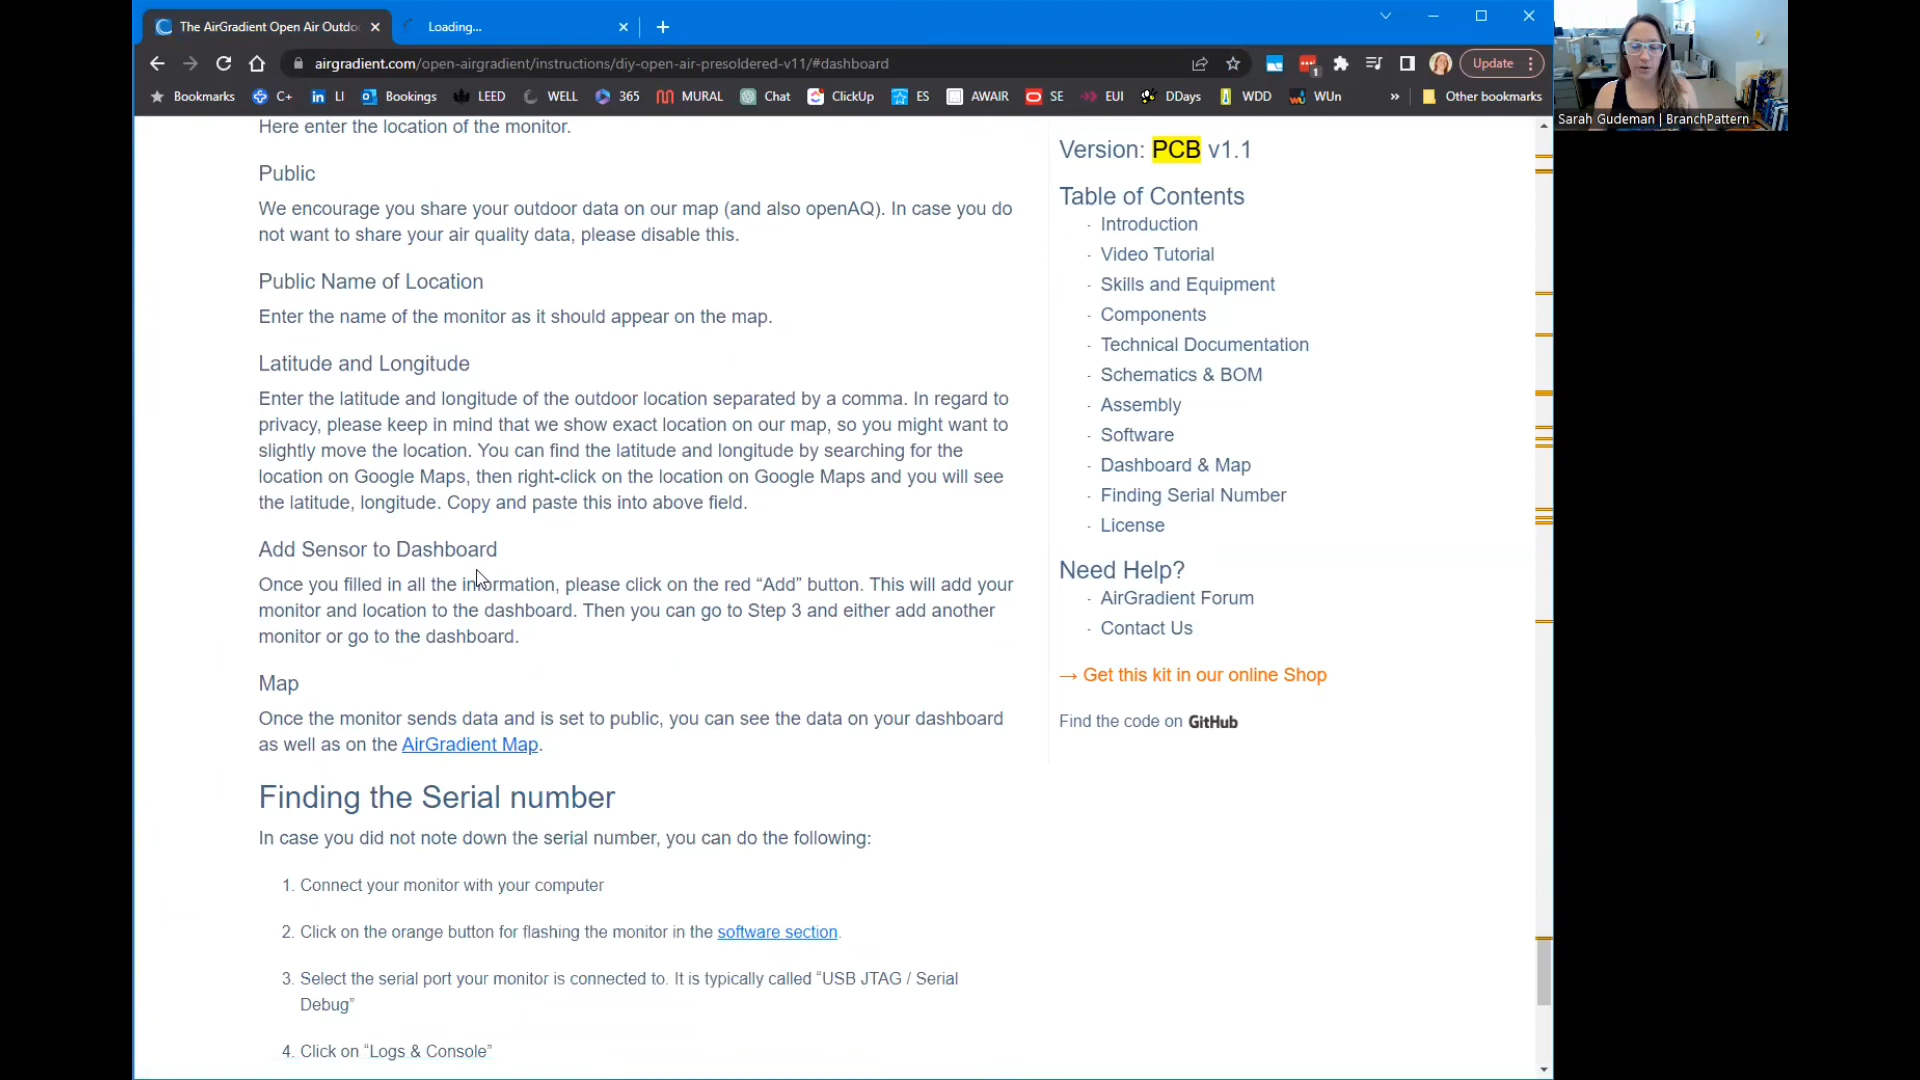 The AirGradient Open Air Outdo
Loading...
airgradient.com/open-airgradient/instructions/diy-open-air-presoldered-v11/#dashboard
Update
Bookmarks C+ LI Bookings LEED WELL 365 MURAL Chat ClickUp ES AWAIR SE EUI DDays WDD WUn » Other bookmarks
Sarah Gudeman | BranchPattern
Here enter the location of the monitor.
Public
We encourage you share your outdoor data on our map (and also openAQ). In case you do
not want to share your air quality data, please disable this.
Public Name of Location
Enter the name of the monitor as it should appear on the map.
Latitude and Longitude
Enter the latitude and longitude of the outdoor location separated by a comma. In regard to
privacy, please keep in mind that we show exact location on our map, so you might want to
slightly move the location. You can find the latitude and longitude by searching for the
location on Google Maps, then right-click on the location on Google Maps and you will see
the latitude, longitude. Copy and paste this into above field.
Add Sensor to Dashboard
Once you filled in all the information, please click on the red “Add” button. This will add your
monitor and location to the dashboard. Then you can go to Step 3 and either add another
monitor or go to the dashboard.
Map
Once the monitor sends data and is set to public, you can see the data on your dashboard
as well as on the AirGradient Map.
Finding the Serial number
In case you did not note down the serial number, you can do the following:
1. Connect your monitor with your computer
2. Click on the orange button for flashing the monitor in the software section.
3. Select the serial port your monitor is connected to. It is typically called “USB JTAG / Serial
Debug”
4. Click on “Logs & Console”
Version: PCB v1.1
Table of Contents
- Introduction
- Video Tutorial
- Skills and Equipment
- Components
- Technical Documentation
- Schematics & BOM
- Assembly
- Software
- Dashboard & Map
- Finding Serial Number
- License
Need Help?
- AirGradient Forum
- Contact Us
→ Get this kit in our online Shop
Find the code on GitHub